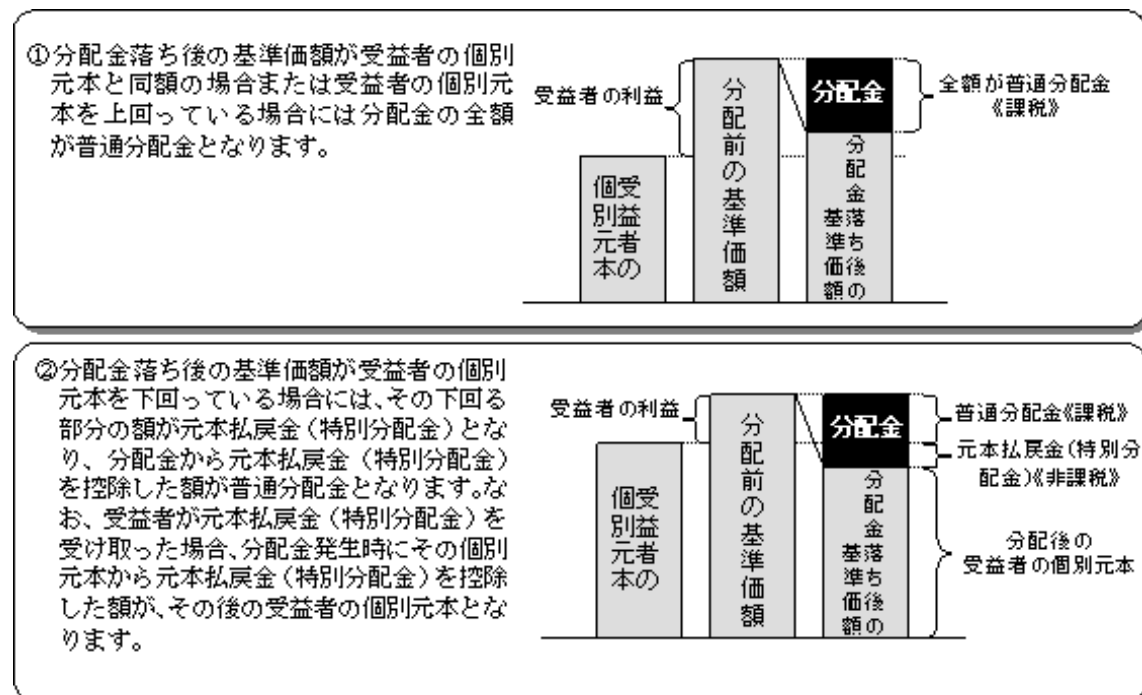 ①分配金落ち後の基準価額が受益者の個別
元本と同額の場合または受益者の個別元
本を上回っている場合には分配金の全額
が普通分配金となります。
受益者の利益
個別元本
受益者の
分配前の基準価額
分配金
分配金落ち後の
基準価額
全額が普通分配金
《課税》
②分配金落ち後の基準価額が受益者の個別
元本を下回っている場合には、その下回る
部分の額が元本払戻金（特別分配金）とな
り、分配金から元本払戻金（特別分配金）
を控除した額が普通分配金となります。な
お、受益者が元本払戻金（特別分配金）を
受け取った場合、分配金発生時にその個別
元本から元本払戻金（特別分配金）を控除
した額が、その後の受益者の個別元本とな
ります。
受益者の利益
受益者の
個別元本
分配前の基準価額
分配金
分配金落ち後の
基準価額
普通分配金《課税》
元本払戻金(特別分
配金)《非課税》
分配後の
受益者の個別元本